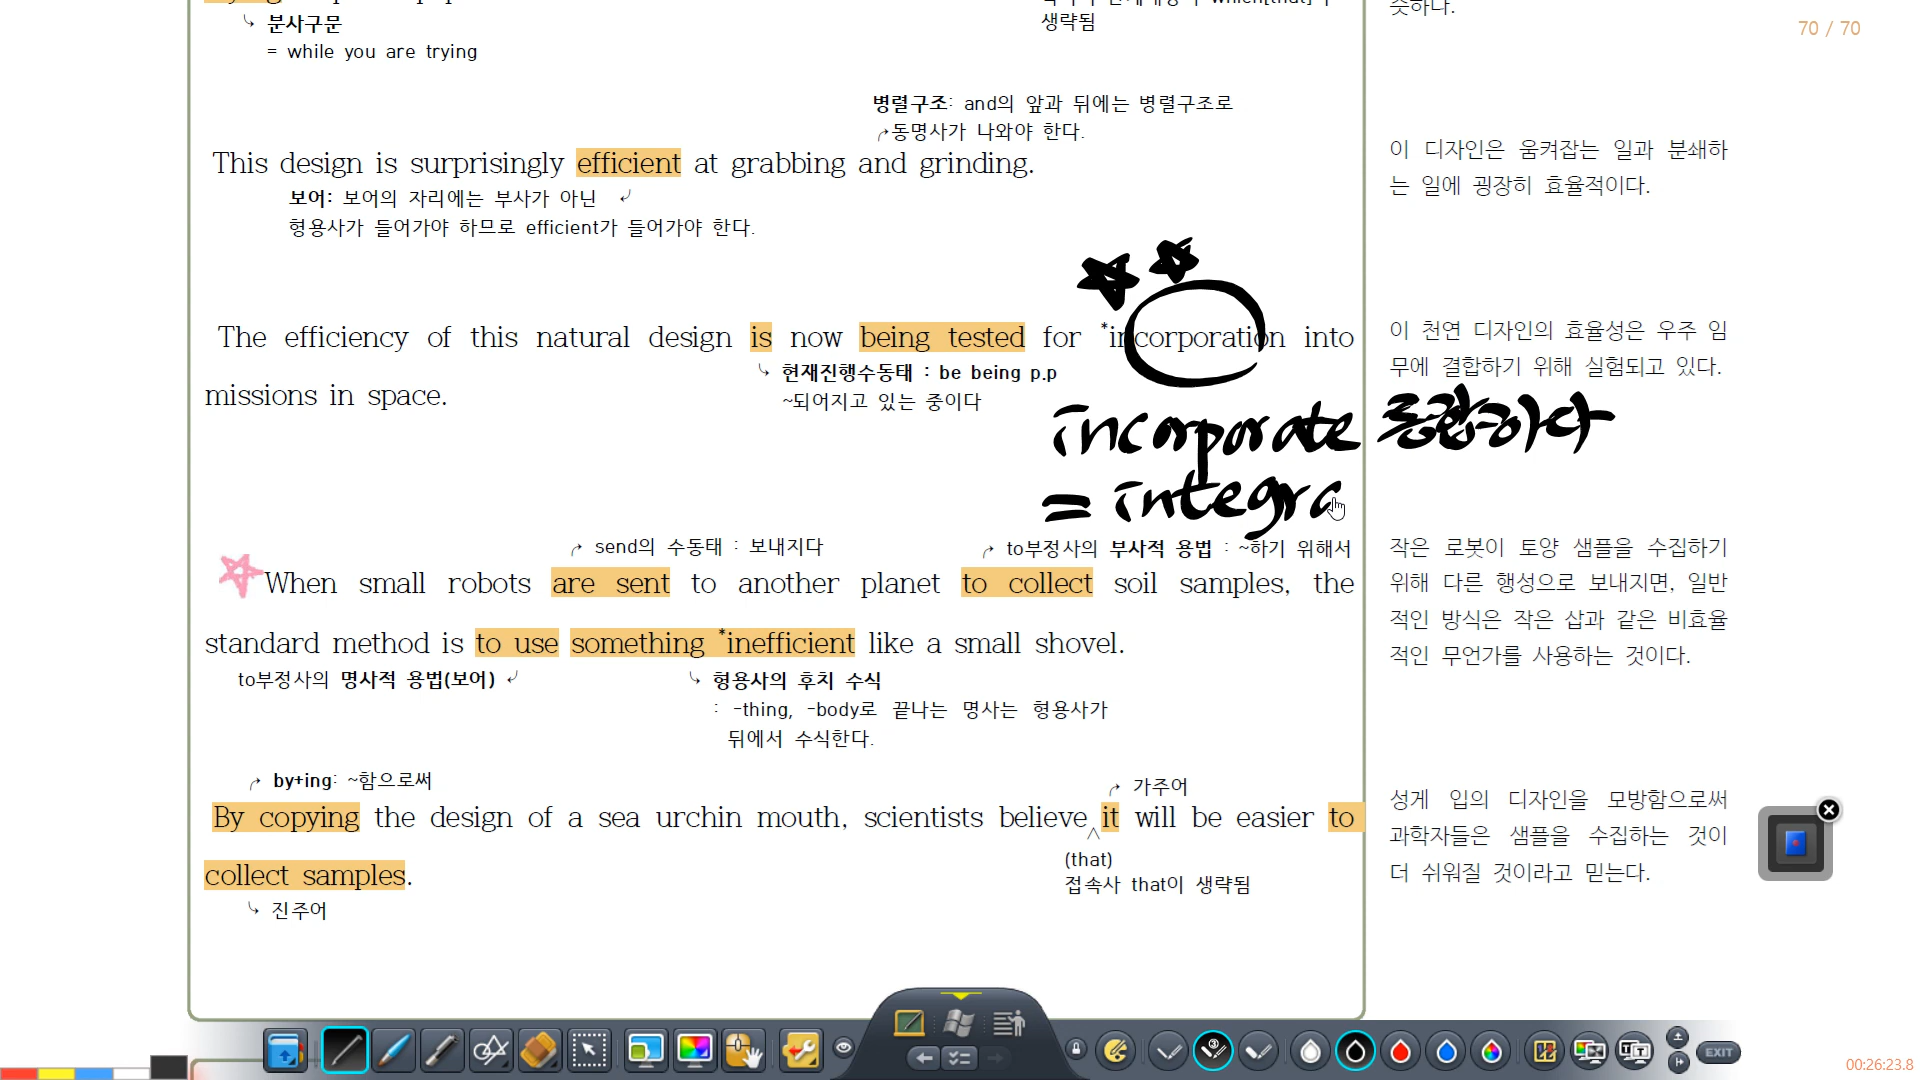 분사구문
생략됨
= while you are trying
숫하다.
70 / 70
병렬구조: and의 앞과 뒤에는 병렬구조로
동명사가 나와야 한다.
This design is surprisingly efficient at grabbing and grinding.
보어: 보어의 자리에는 부사가 아닌
형용사가 들어가야 하므로 efficient가 들어가야 한다.
이 디자인은 움켜잡는 일과 분쇄하
는 일에 굉장히 효율적이다.
The efficiency of this natural design is now being tested for *incorporation into
현재진행수동태 : be being p.p
missions in space.
~되어지고 있는 중이다
이 천연 디자인의 효율성은 우주 임
무에 결합하기 위해 실험되고 있다.
incorporate 통합하다
= integra
send의 수동태 : 보내지다
to부정사의 부사적 용법 : ~하기 위해서
When small robots are sent to another planet to collect soil samples, the
standard method is to use something *inefficient like a small shovel.
to부정사의 명사적 용법(보어)
형용사의 후치 수식
: -thing, -body로 끝나는 명사는 형용사가
뒤에서 수식한다.
작은 로봇이 토양 샘플을 수집하기
위해 다른 행성으로 보내지면, 일반
적인 방식은 작은 삽과 같은 비효율
적인 무언가를 사용하는 것이다.
by+ing: ~함으로써
가주어
By copying the design of a sea urchin mouth, scientists believe it will be easier to
(that)
접속사 that이 생략됨
collect samples.
진주어
성게 입의 디자인을 모방함으로써
과학자들은 샘플을 수집하는 것이
더 쉬워질 것이라고 믿는다.
EXIT
00:26:23.8